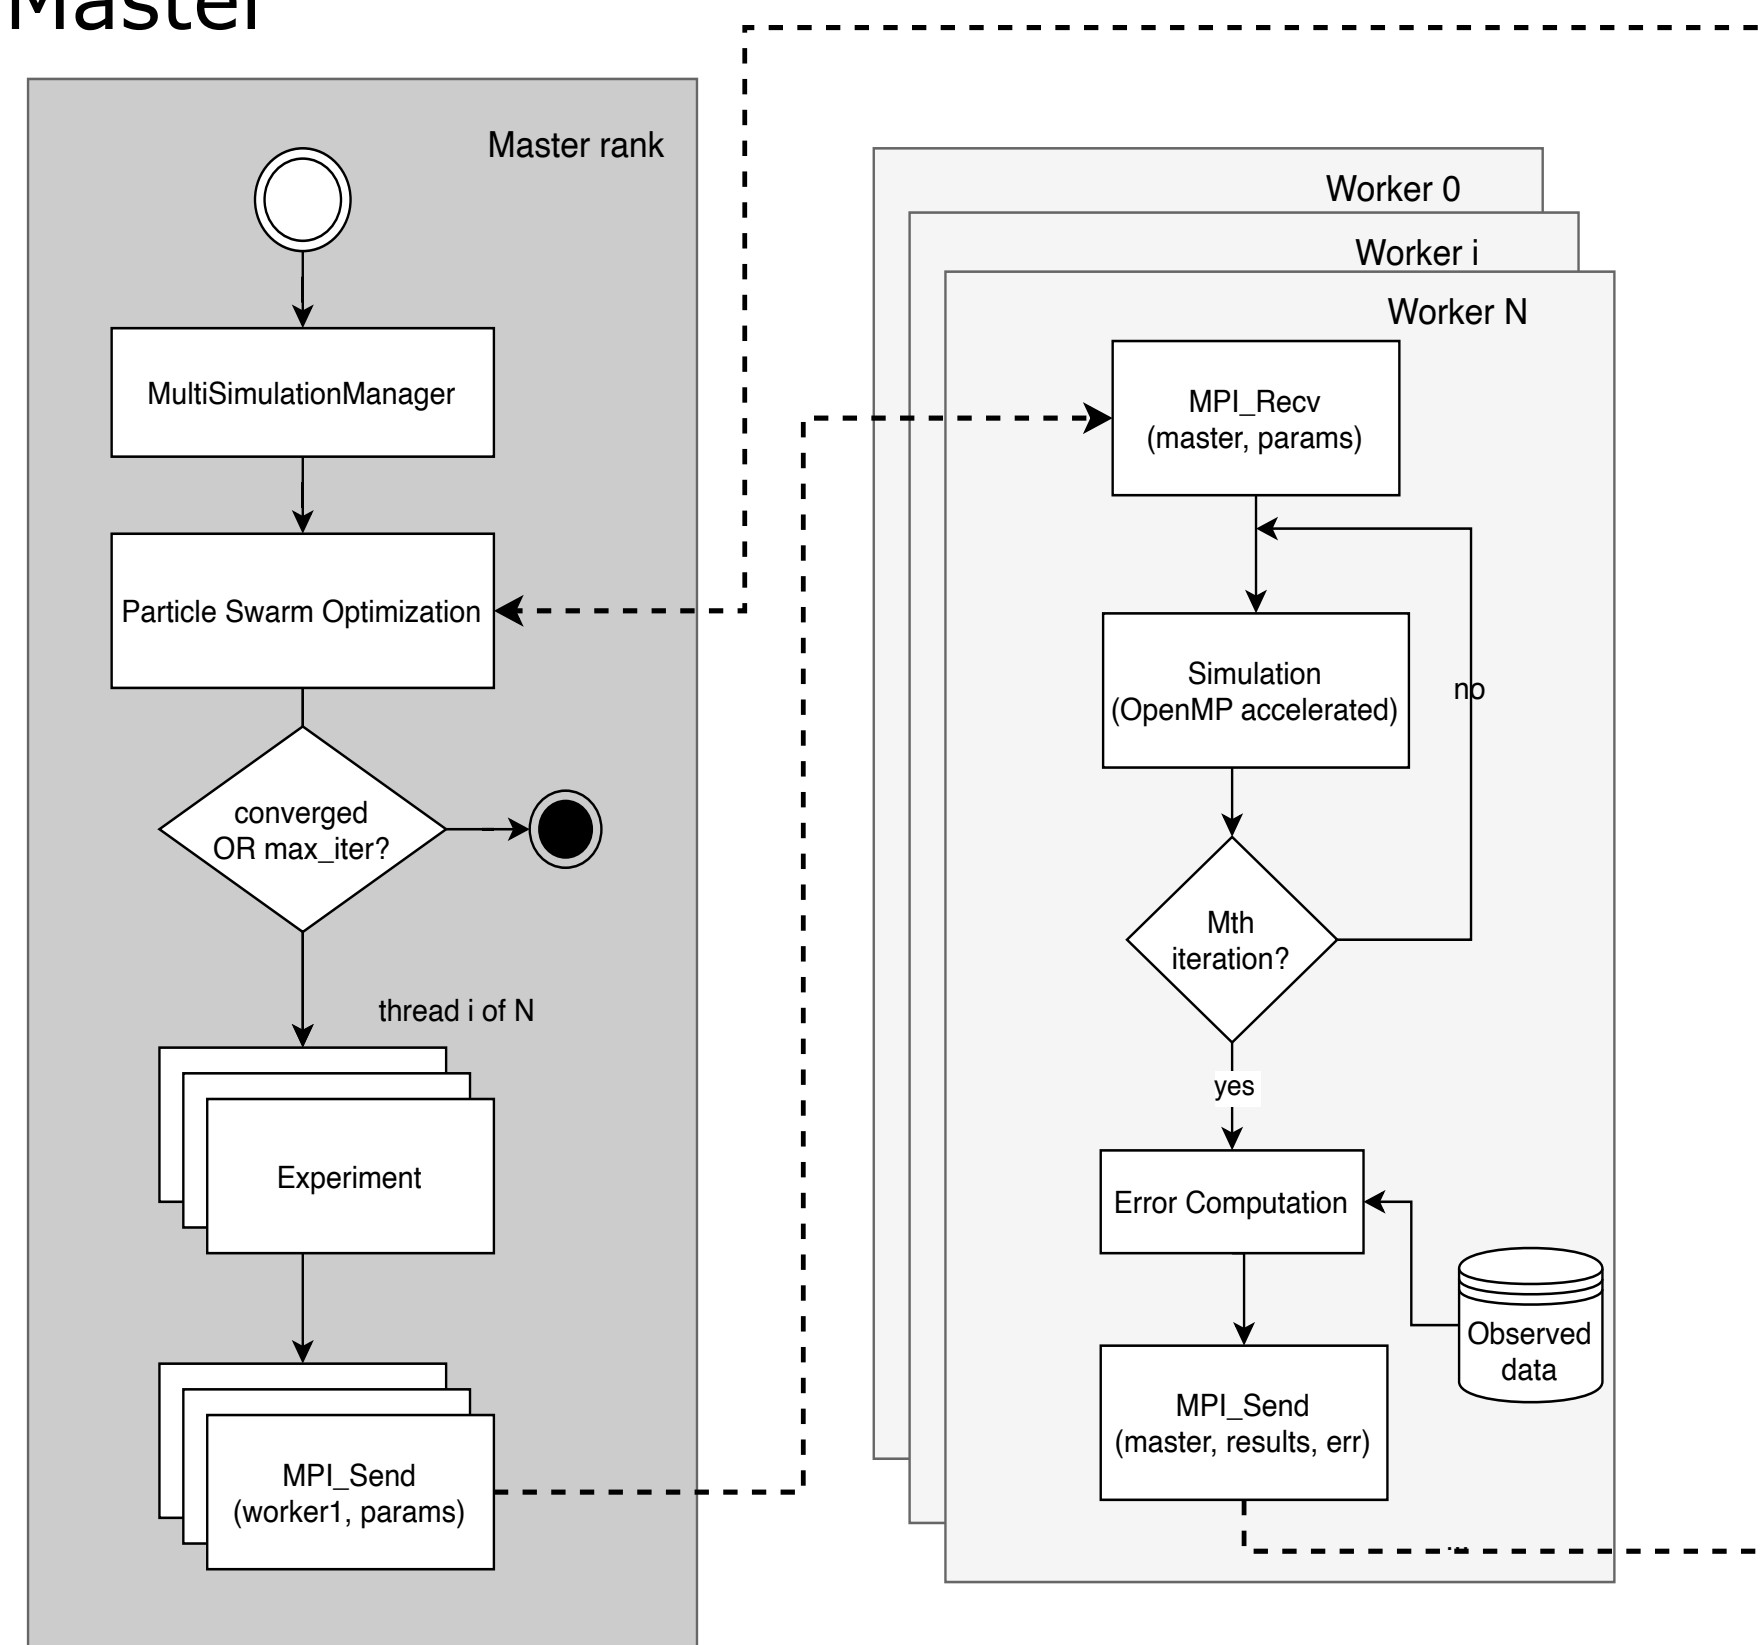 Master
Master rank
MultiSimulationManager
Particle Swarm Optimization
converged
OR max_iter?
thread i of N
Experiment
MPI_Send
(worker1, params)
Worker 0
Worker i
Worker N
MPI_Recv
(master, params)
Simulation
(OpenMP accelerated)
no
Mth
iteration?
yes
Error Computation
Observed
data
MPI_Send
(master, results, err)
...